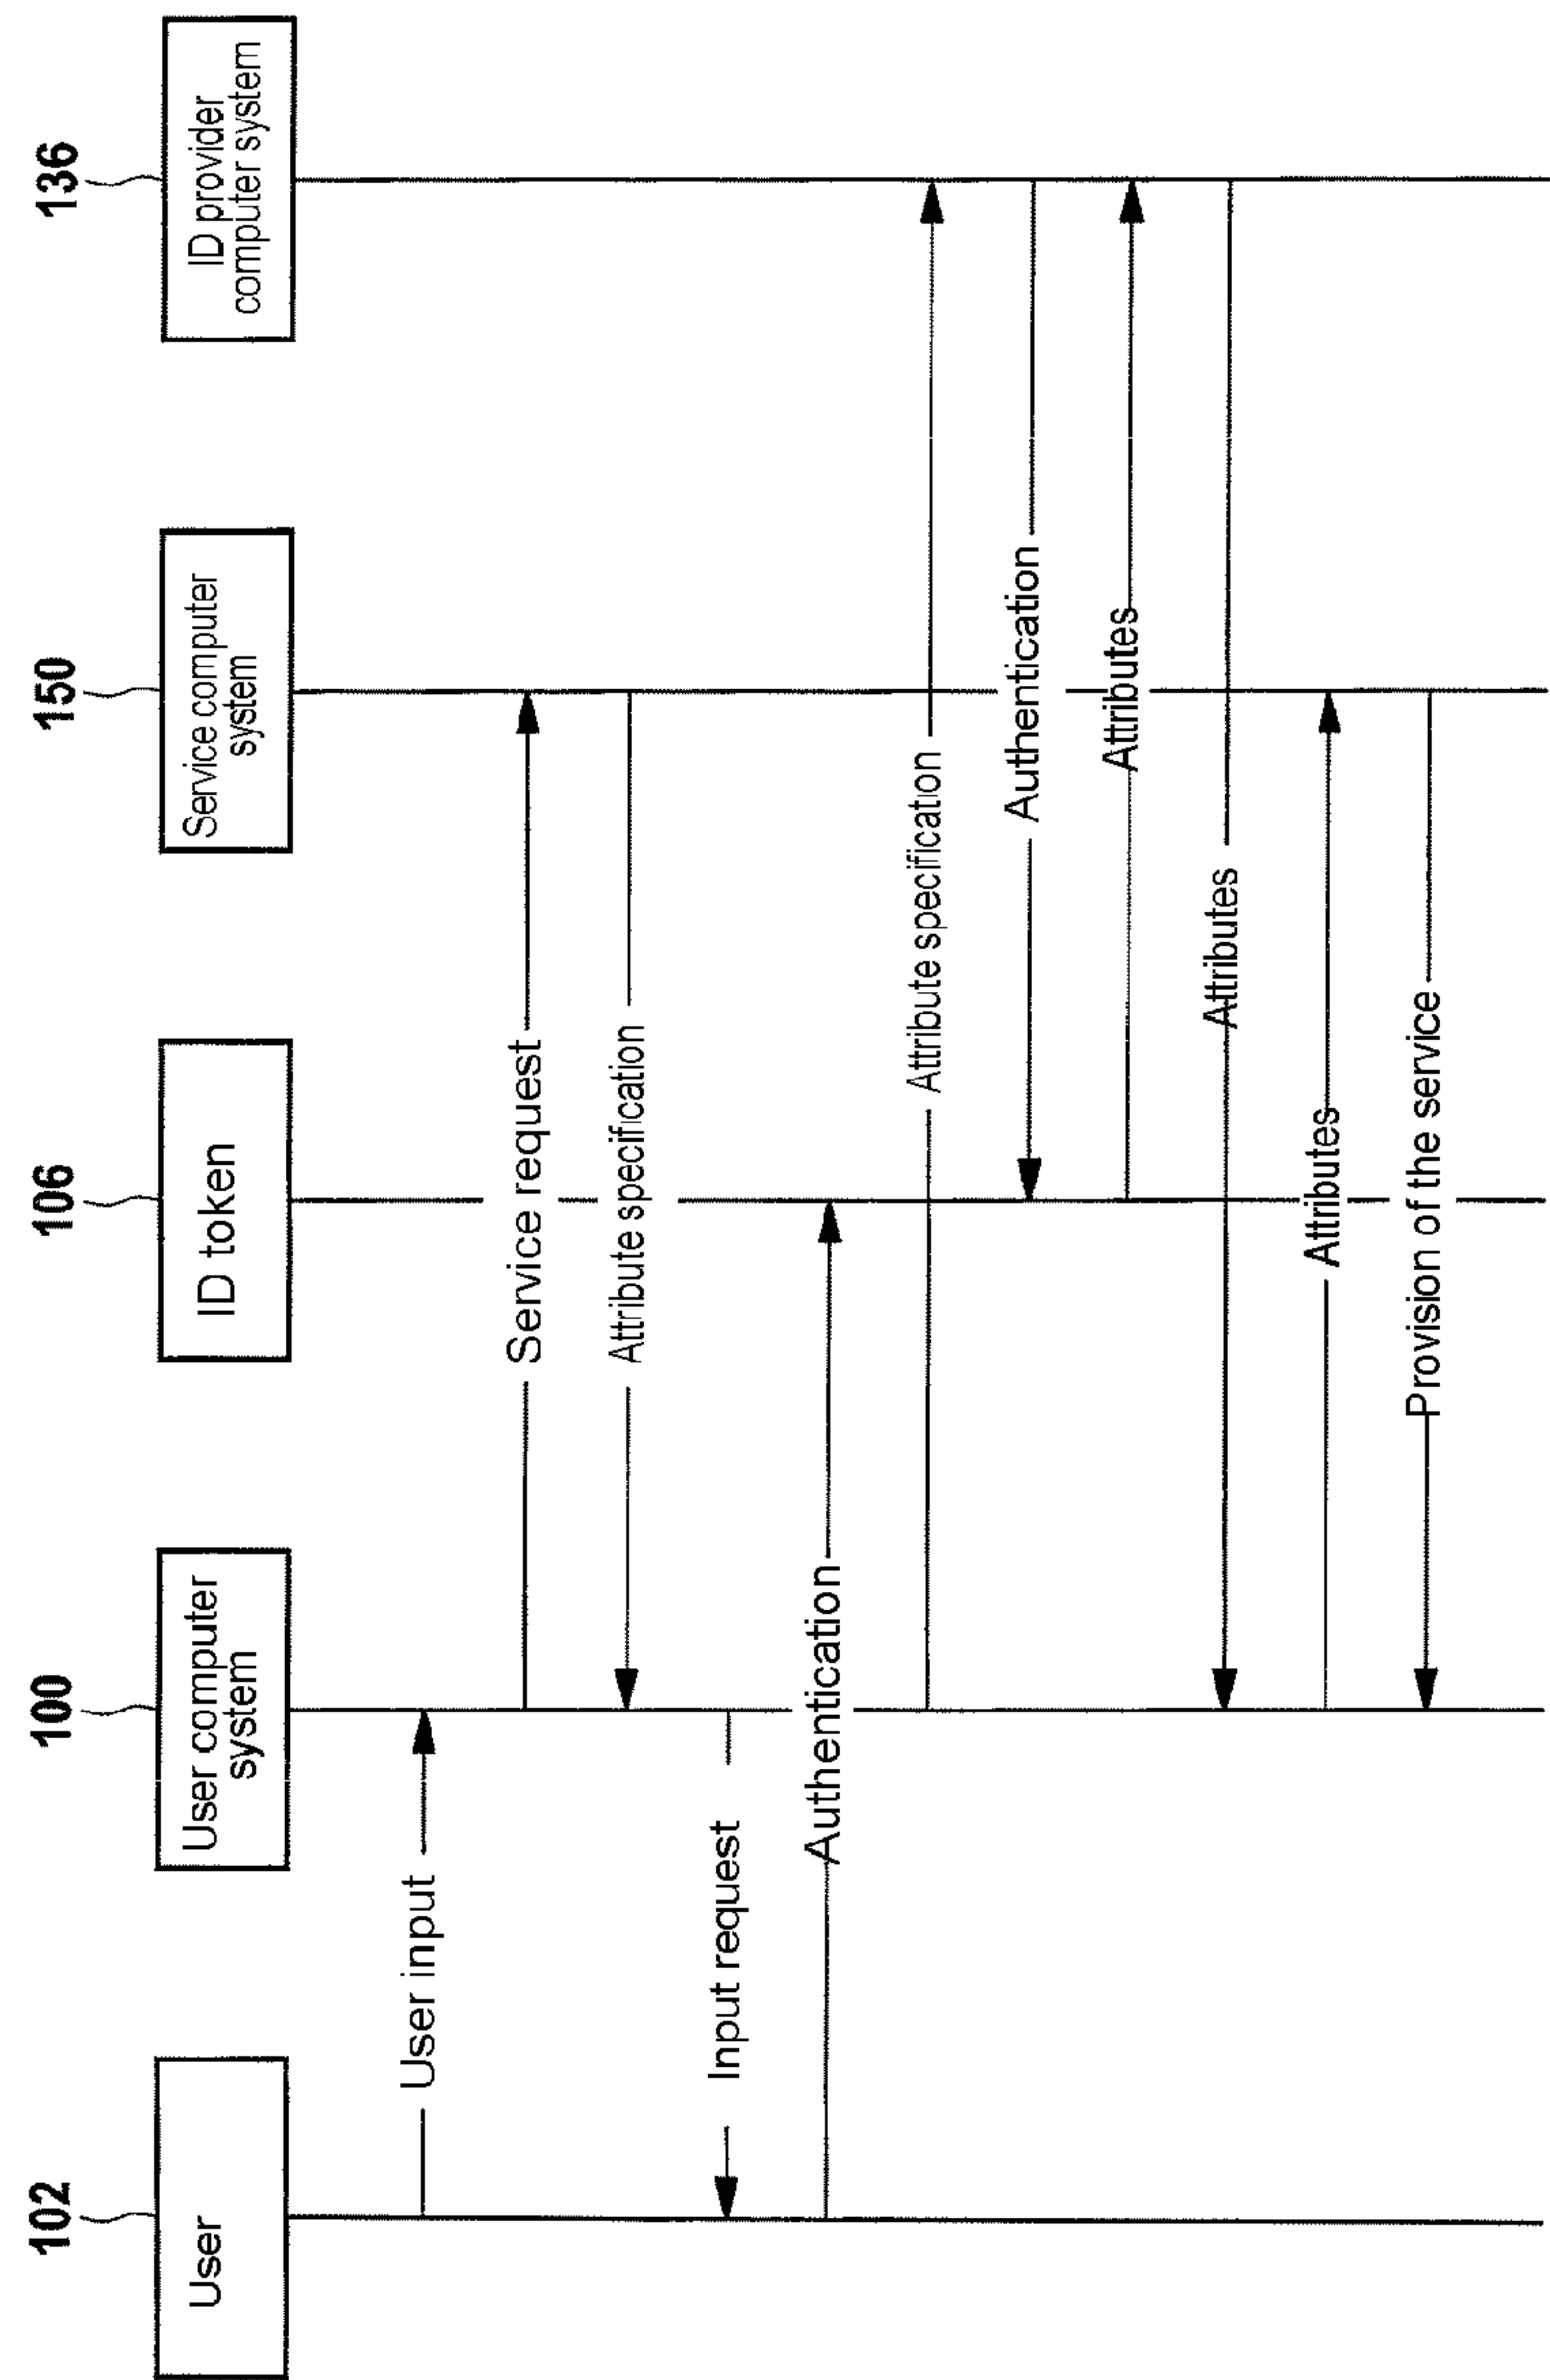 102
100
106
150
136
User
User computer
system
ID token
Service computer
system
ID provider
computer system
User input
Service request
Attribute specification
Input request
Authentication
Attribute specification
Authentication
Attributes
Attributes
Attributes
Provision of the service